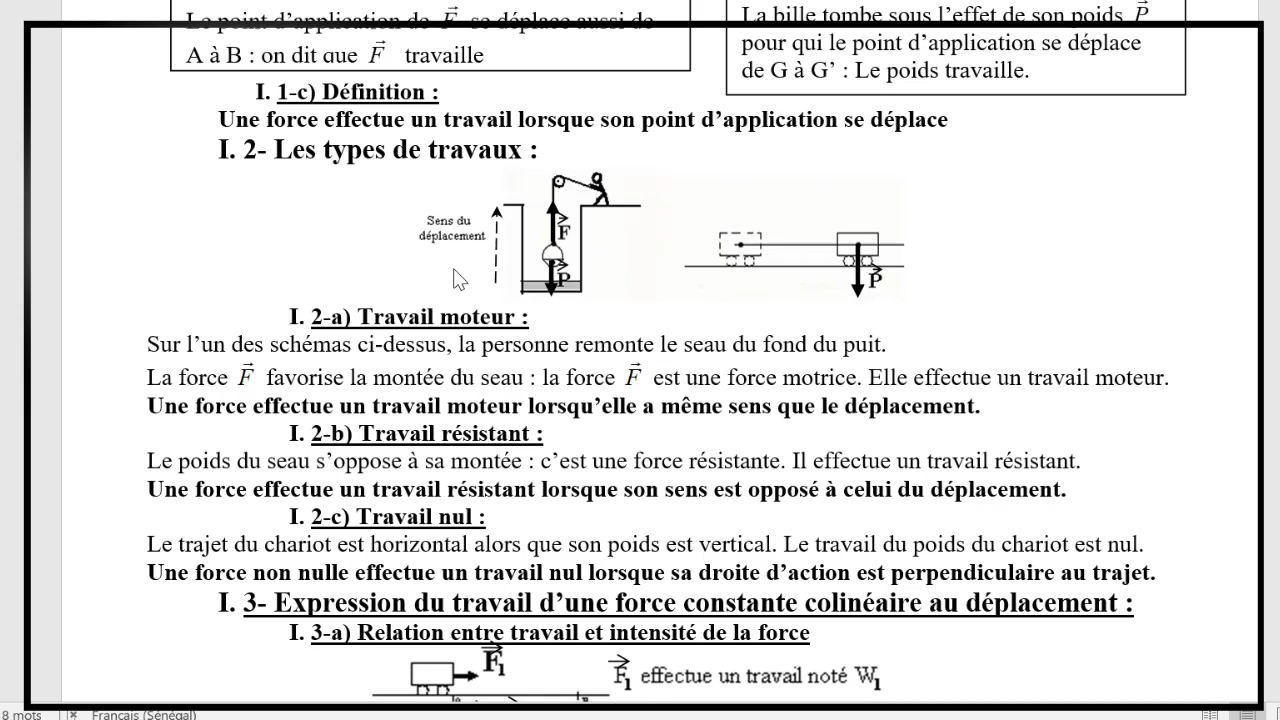 Le point d'application de F se déplace aussi de
A à B : on dit que F travaille
La bille tombe sous l'effet de son poids P
pour qui le point d'application se déplace
de G à G' : Le poids travaille.
I. 1-c) Définition :
Une force effectue un travail lorsque son point d'application se déplace
I. 2- Les types de travaux :
Sens du
déplacement
F
P
P
I. 2-a) Travail moteur :
Sur l'un des schémas ci-dessus, la personne remonte le seau du fond du puit.
La force F favorise la montée du seau : la force F est une force motrice. Elle effectue un travail moteur.
Une force effectue un travail moteur lorsqu'elle a même sens que le déplacement.
I. 2-b) Travail résistant :
Le poids du seau s'oppose à sa montée : c'est une force résistante. Il effectue un travail résistant.
Une force effectue un travail résistant lorsque son sens est opposé à celui du déplacement.
I. 2-c) Travail nul :
Le trajet du chariot est horizontal alors que son poids est vertical. Le travail du poids du chariot est nul.
Une force non nulle effectue un travail nul lorsque sa droite d'action est perpendiculaire au trajet.
I. 3- Expression du travail d'une force constante colinéaire au déplacement :
I. 3-a) Relation entre travail et intensité de la force
F₁
F₁ effectue un travail noté W₁
8 mots
Français (Sénégal)